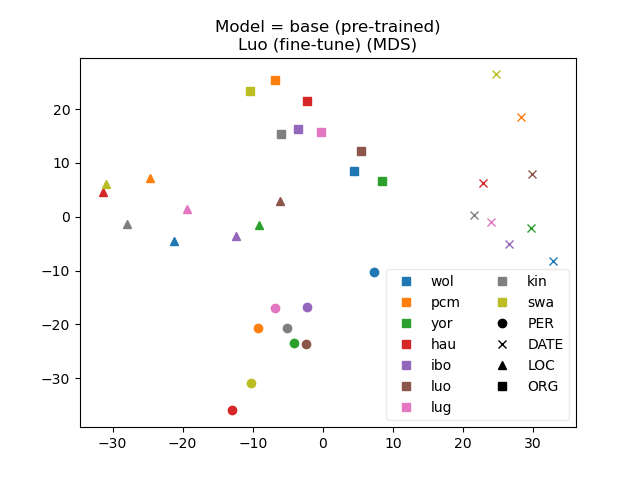 Model = base (pre-trained)
Luo (fine-tune) (MDS)
20
10
0
−10
−20
−30
−30
−20
−10
0
10
20
30
wol
pcm
yor
hau
ibo
luo
lug
kin
swa
PER
DATE
LOC
ORG